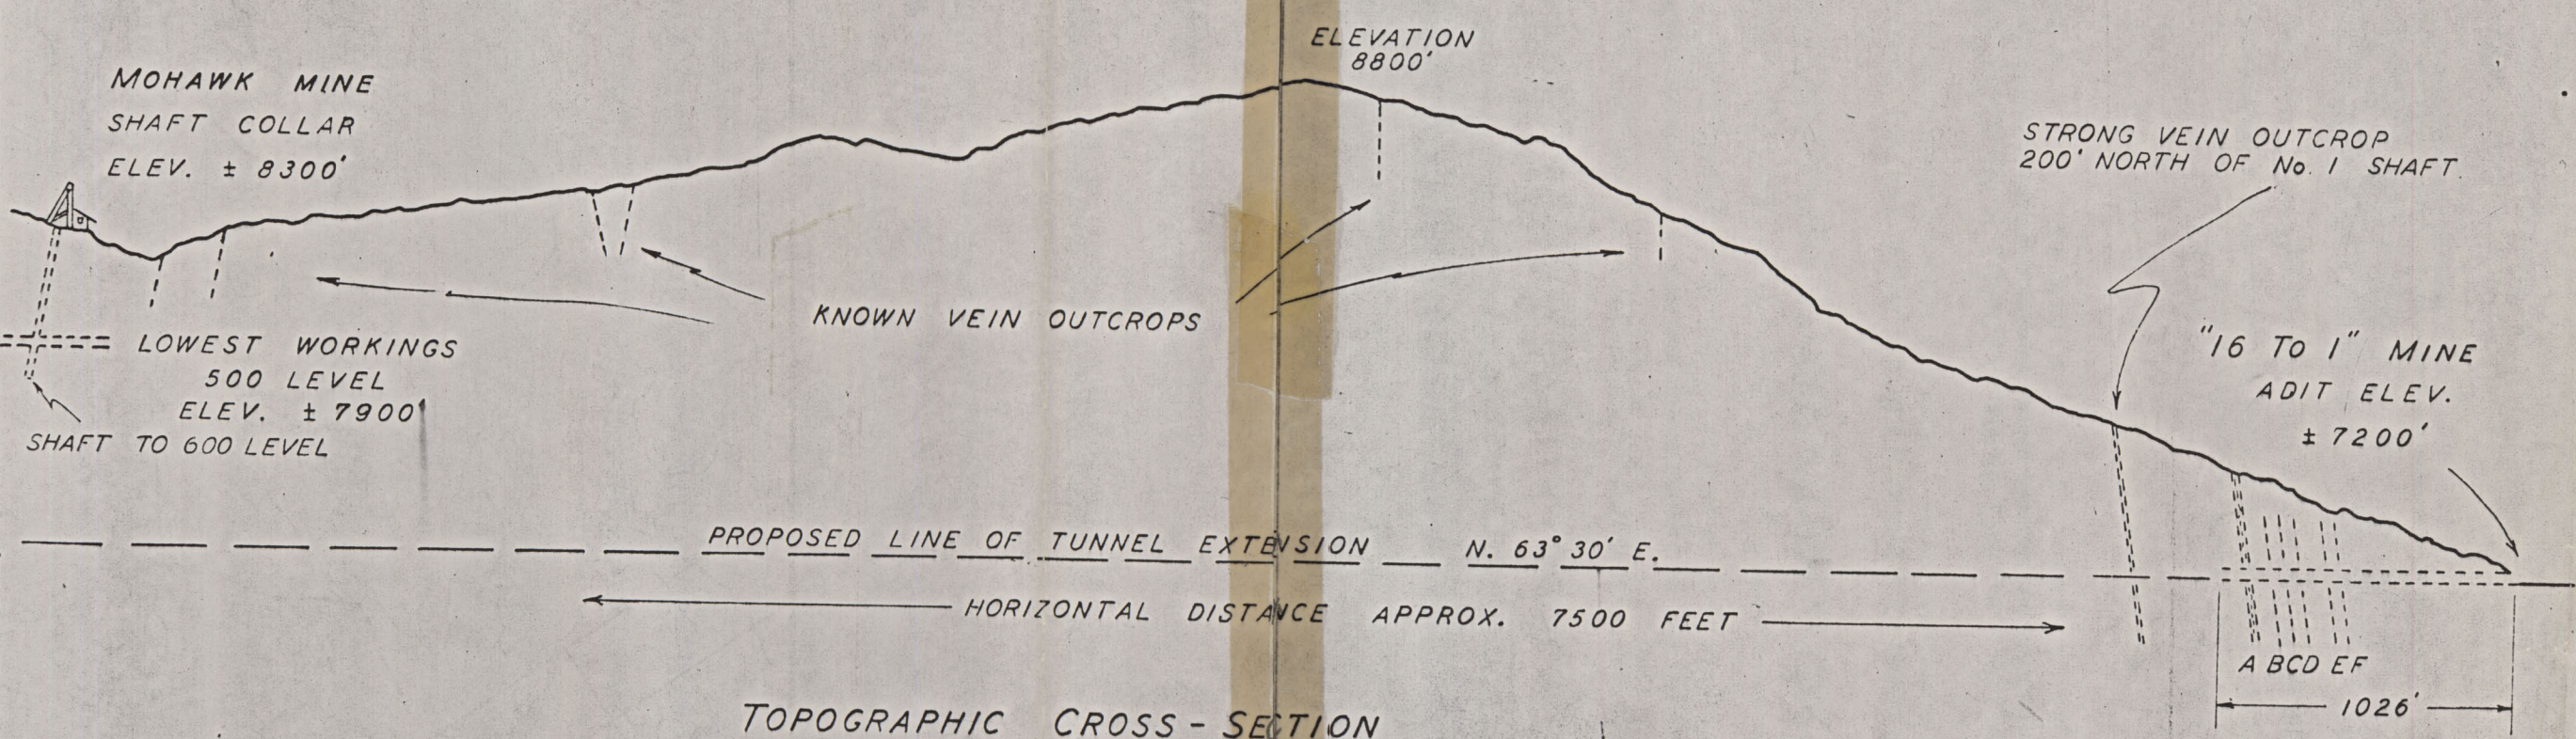 ELEVATION
8800'
MOHAWK MINE
SHAFT COLLAR
ELEV. ± 8300'
STRONG VEIN OUTCROP
200' NORTH OF No. 1 SHAFT.
KNOWN VEIN OUTCROPS
LOWEST WORKINGS
500 LEVEL
ELEV. ± 7900'
SHAFT TO 600 LEVEL
"16 TO 1" MINE
ADIT ELEV.
± 7200'
PROPOSED LINE OF TUNNEL EXTENSION N. 63° 30' E.
HORIZONTAL DISTANCE APPROX. 7500 FEET
A B C D E F
1026'
TOPOGRAPHIC CROSS-SECTION